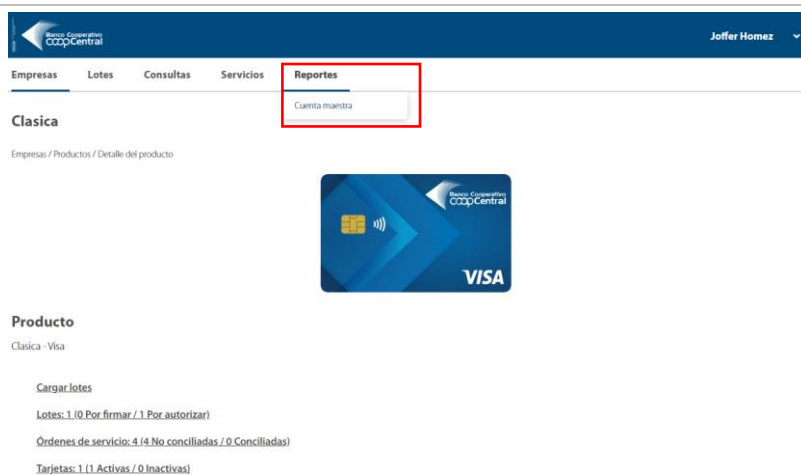 Banco Cooperativo
COOPCentral
Joffer Homez
Empresas Lotes Consultas Servicios Reportes
Cuenta maestra
Clasica
Empresas / Productos / Detalle del producto
Banco Cooperativo
COOPCentral
VISA
Producto
Clasica - Visa
Cargar lotes
Lotes: 1 (0 Por firmar / 1 Por autorizar)
Órdenes de servicio: 4 (4 No conciliadas / 0 Conciliadas)
Tarjetas: 1 (1 Activas / 0 Inactivas)